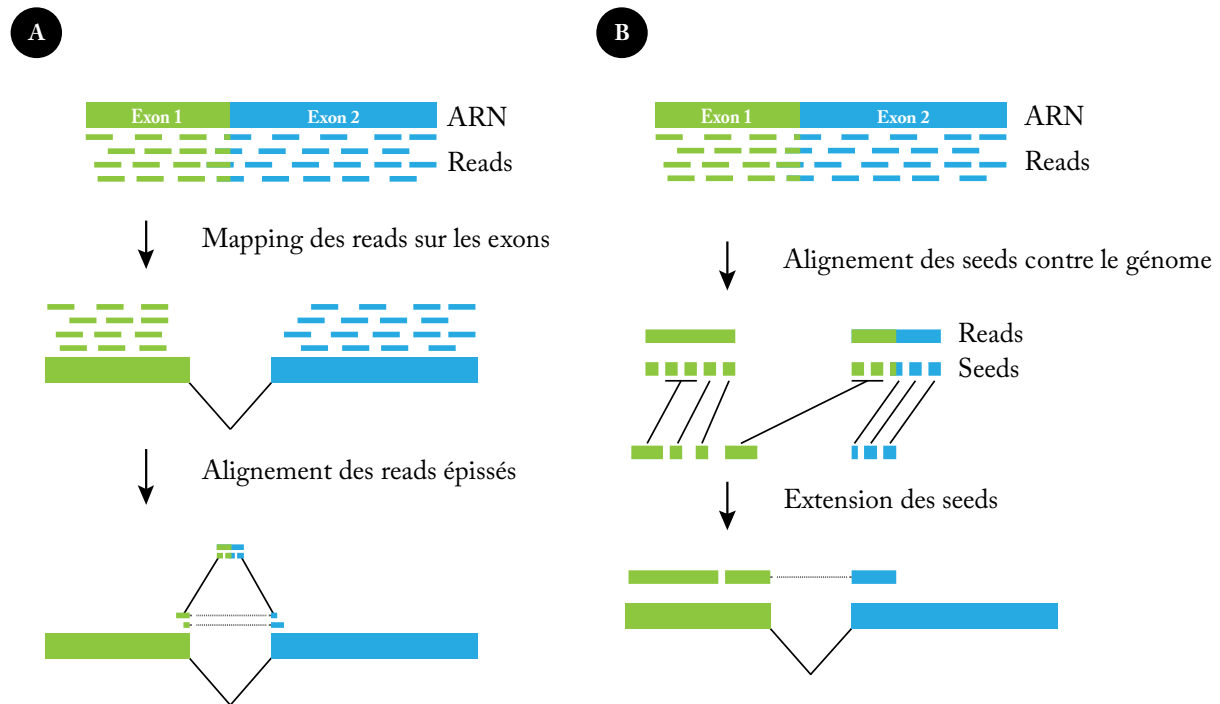 A
Exon 1
Exon 2
ARN
Reads
Mapping des reads sur les exons
Alignement des reads épissés
B
Exon 1
Exon 2
ARN
Reads
Alignement des seeds contre le génome
Reads
Seeds
Extension des seeds